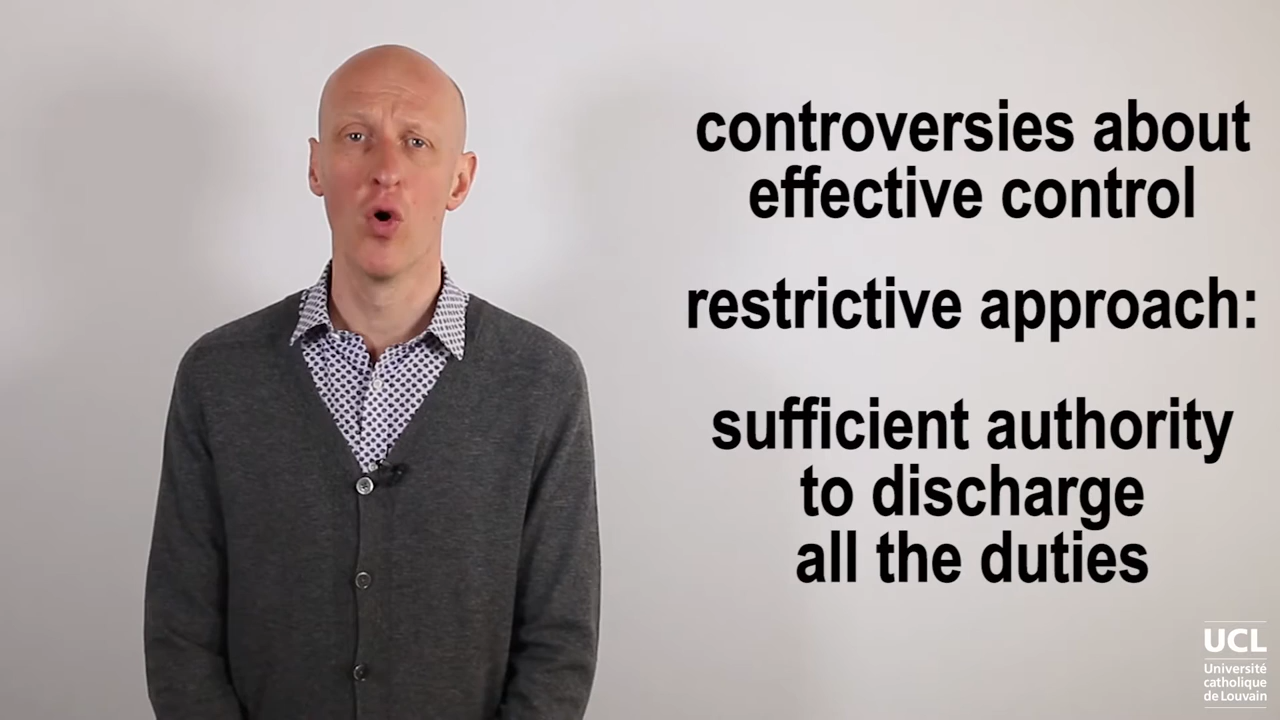 controversies about
effective control
restrictive approach:
sufficient authority
to discharge
all the duties
UCL
Université
catholique
de Louvain